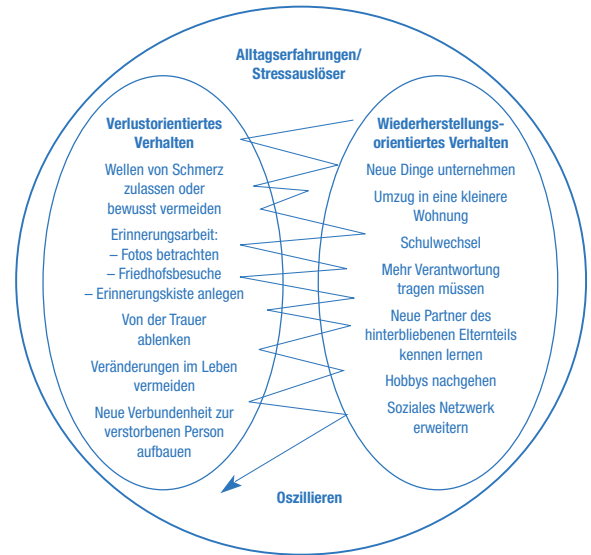 Alltagserfahrungen/
Stressauslöser
Verlustorientiertes
Verhalten
Wellen von Schmerz
zulassen oder
bewusst vermeiden
Erinnerungsarbeit:
– Fotos betrachten
– Friedhofsbesuche
– Erinnerungskiste anlegen
Von der Trauer
ablenken
Veränderungen im Leben
vermeiden
Neue Verbundenheit zur
verstorbenen Person
aufbauen
Wiederherstellungs-
orientiertes Verhalten
Neue Dinge unternehmen
Umzug in eine kleinere
Wohnung
Schulwechsel
Mehr Verantwortung
tragen müssen
Neue Partner des
hinterbliebenen Elternteils
kennen lernen
Hobbys nachgehen
Soziales Netzwerk
erweitern
Oszillieren